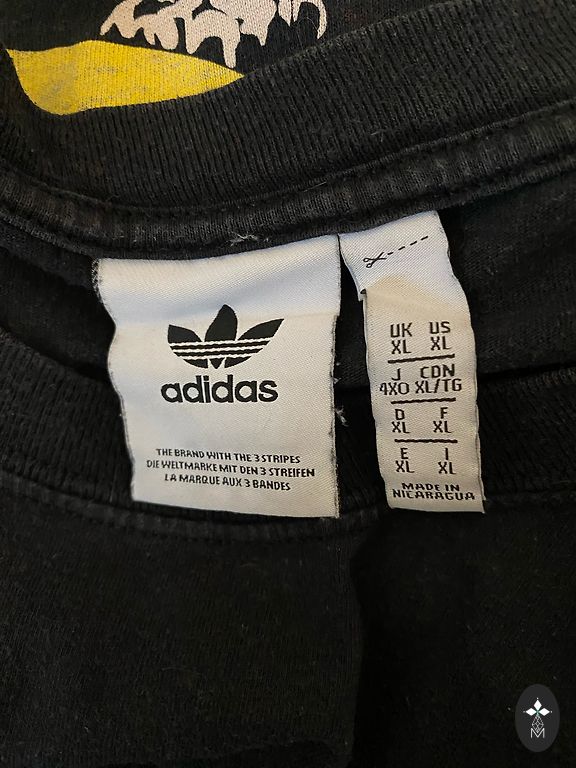 adidas
THE BRAND WITH THE 3 STRIPES
DIE WELTMARKE MIT DEN 3 STREIFEN
LA MARQUE AUX 3 BANDES
UK US
XL XL
J CDN
4XO XL/TG
D F
XL XL
E I
XL XL
MADE IN
NICARAGUA
M